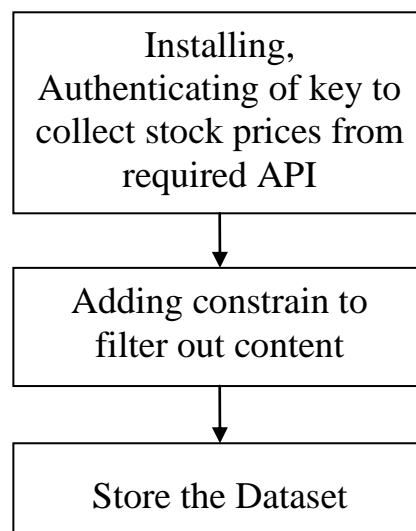 Installing,
Authenticating of key to
collect stock prices from
required API
Adding constrain to
filter out content
Store the Dataset